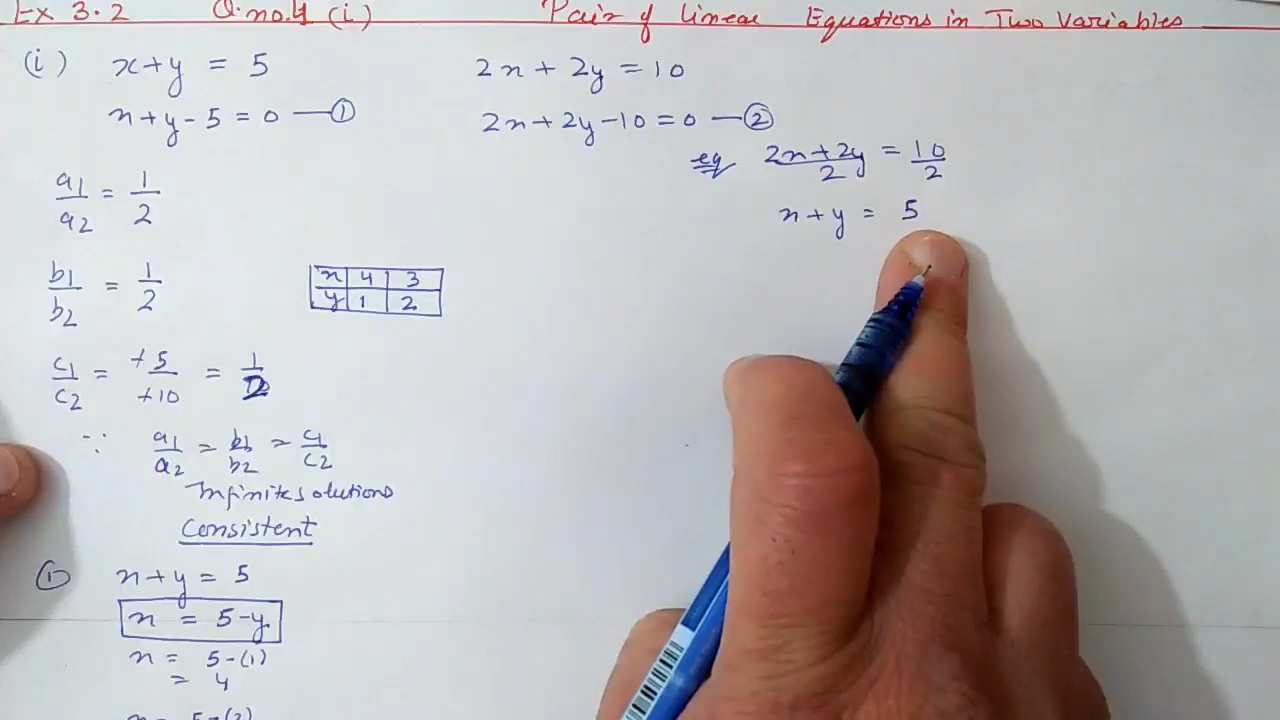 Ex 3.2 Q.no.4 (i) Pair of linear Equations in Two Variables
(i) x+y = 5
x+y-5 = 0 —①
a1/a2 = 1/2
b1/b2 = 1/2
c1/c2 = +5/+10 = 1/2
∵ a1/a2 = b1/b2 = c1/c2
Infinite solutions
Consistent
① x+y = 5
x = 5-y
x = 5-(1)
= 4
x = 5-(2)
x 4 3
y 1 2
2x + 2y = 10
2x+2y-10 = 0 —②
eq 2x+2y/2 = 10/2
x + y = 5